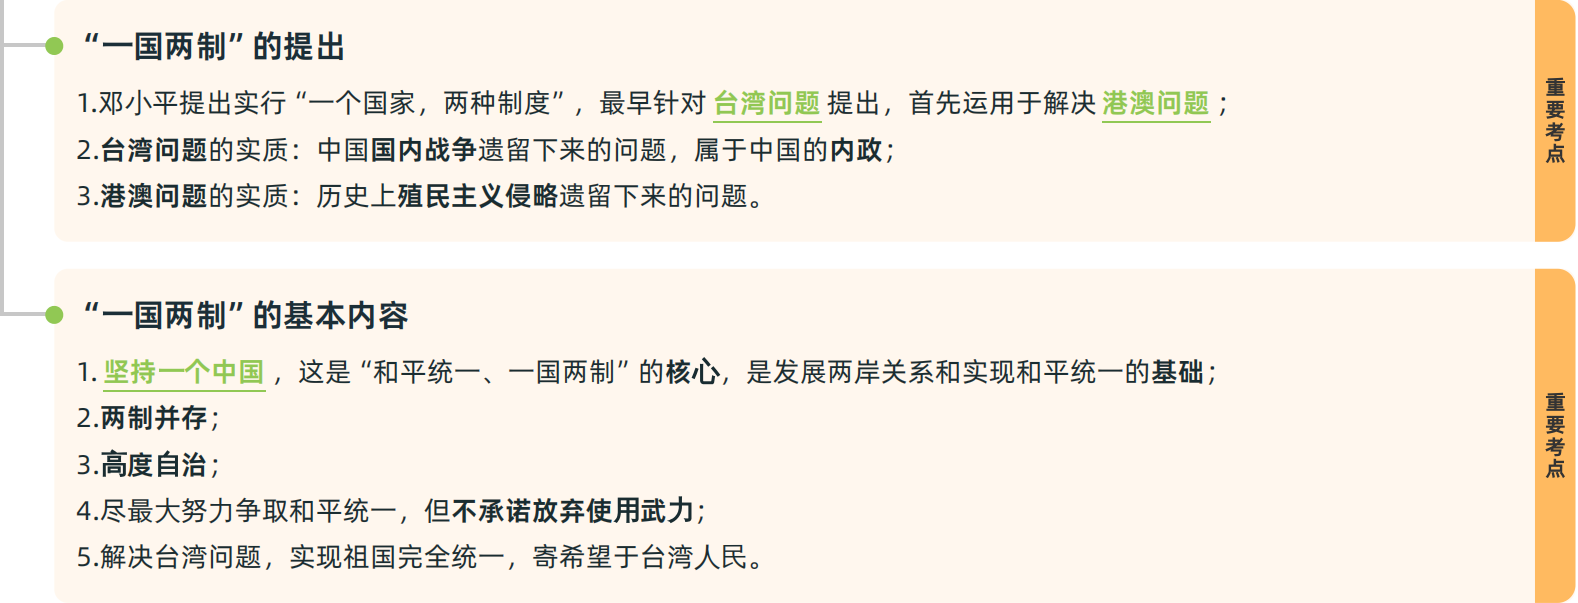 “一国两制”的提出
1.邓小平提出实行“一个国家，两种制度”，最早针对 台湾问题 提出，首先运用于解决 港澳问题 ；
2.台湾问题的实质：中国国内战争遗留下来的问题，属于中国的内政；
3.港澳问题的实质：历史上殖民主义侵略遗留下来的问题。
重要考点
“一国两制”的基本内容
1. 坚持一个中国 ，这是“和平统一、一国两制”的核心，是发展两岸关系和实现和平统一的基础；
2.两制并存；
3.高度自治；
4.尽最大努力争取和平统一，但不承诺放弃使用武力；
5.解决台湾问题，实现祖国完全统一，寄希望于台湾人民。
重要考点